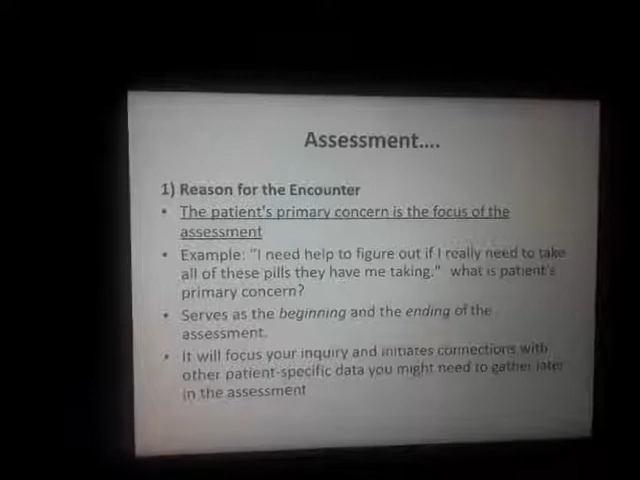 Assessment....
1) Reason for the Encounter
• The patient's primary concern is the focus of the
assessment
• Example: "I need help to figure out if I really need to take
all of these pills they have me taking." what is patient's
primary concern?
• Serves as the beginning and the ending of the
assessment.
• It will focus your inquiry and initiates connections with
other patient-specific data you might need to gather later
in the assessment